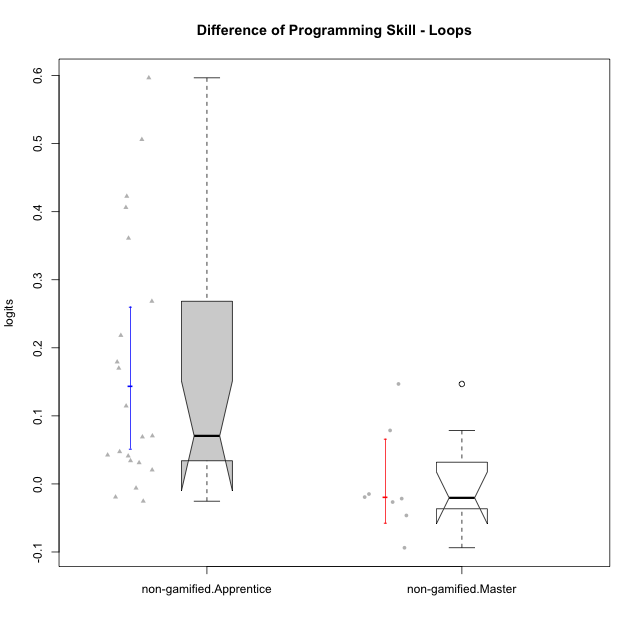 Difference of Programming Skill - Loops
logits
0.6
0.5
0.4
0.3
0.2
0.1
0.0
-0.1
non-gamified.Apprentice
non-gamified.Master